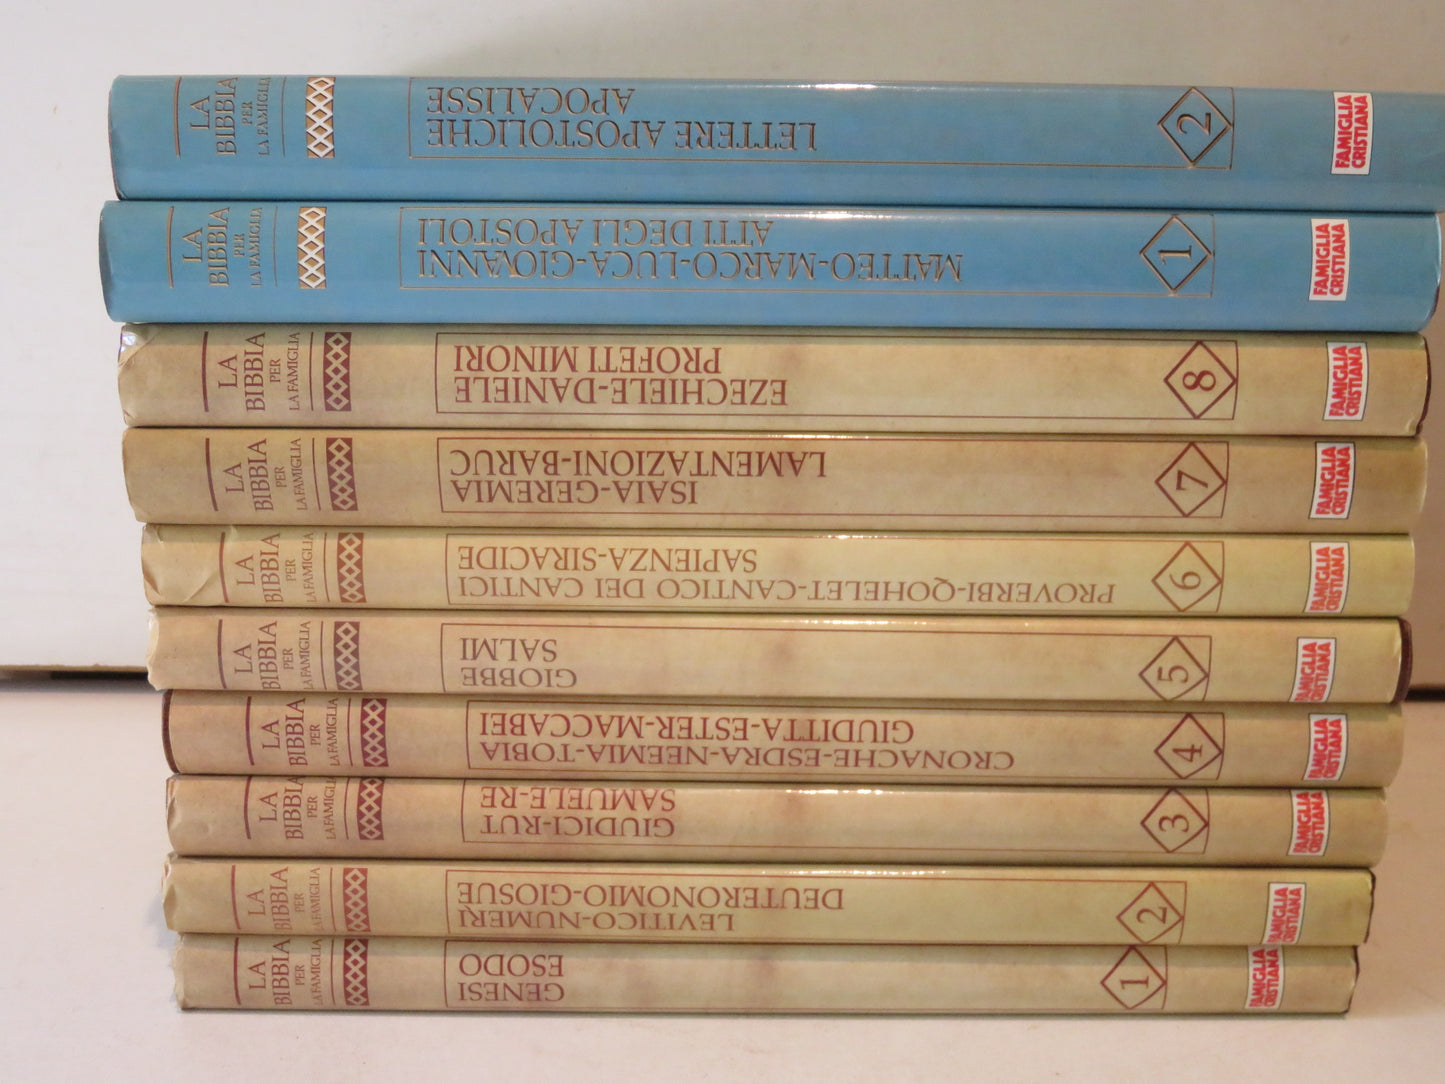 LA
BIBBIA
PER
LA FAMIGLIA
LETTERE APOSTOLICHE
APOCALISSE
2
FAMIGLIA
CRISTIANA
LA
BIBBIA
PER
LA FAMIGLIA
MATTEO-MARCO-LUCA-GIOVANNI
ATTI DEGLI APOSTOLI
1
FAMIGLIA
CRISTIANA
LA
BIBBIA
PER
LA FAMIGLIA
EZECHIELE-DANIELE
PROFETI MINORI
8
FAMIGLIA
CRISTIANA
LA
BIBBIA
PER
LA FAMIGLIA
ISAIA-GEREMIA
LAMENTAZIONI-BARUC
7
FAMIGLIA
CRISTIANA
LA
BIBBIA
PER
LA FAMIGLIA
PROVERBI-QOHELET-CANTICO DEI CANTICI
SAPIENZA-SIRACIDE
6
FAMIGLIA
CRISTIANA
LA
BIBBIA
PER
LA FAMIGLIA
GIOBBE
SALMI
5
FAMIGLIA
CRISTIANA
LA
BIBBIA
PER
LA FAMIGLIA
CRONACHE-ESDRA-NEEMIA-TOBIA
GIUDITTA-ESTER-MACCABEI
4
FAMIGLIA
CRISTIANA
LA
BIBBIA
PER
LA FAMIGLIA
GIUDICI-RUT
SAMUELE-RE
3
FAMIGLIA
CRISTIANA
LA
BIBBIA
PER
LA FAMIGLIA
LEVITICO-NUMERI
DEUTERONOMIO-GIOSUE
2
FAMIGLIA
CRISTIANA
LA
BIBBIA
PER
LA FAMIGLIA
GENESI
ESODO
1
FAMIGLIA
CRISTIANA